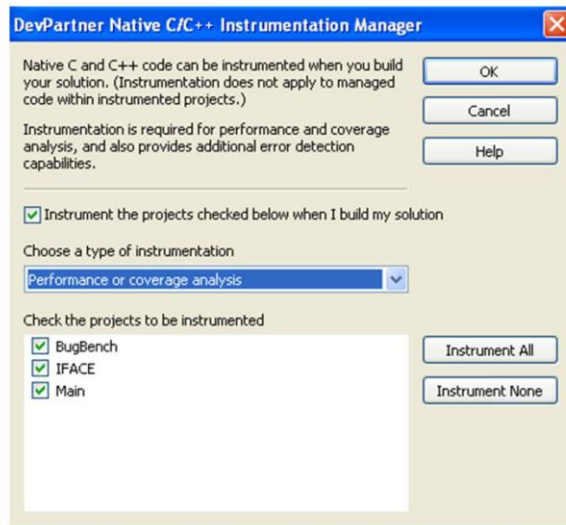 DevPartner Native C/C++ Instrumentation Manager
Native C and C++ code can be instrumented when you build
your solution. (Instrumentation does not apply to managed
code within instrumented projects.)
Instrumentation is required for performance and coverage
analysis, and also provides additional error detection
capabilities.
OK
Cancel
Help
Instrument the projects checked below when I build my solution
Choose a type of instrumentation
Performance or coverage analysis
Check the projects to be instrumented
BugBench
IFACE
Main
Instrument All
Instrument None